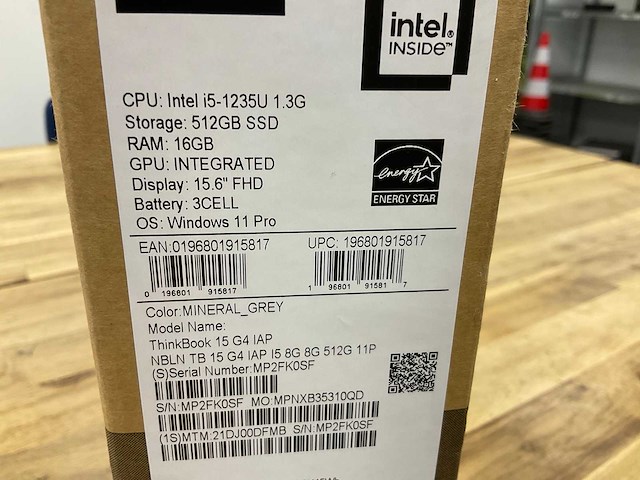 intel.
INSIDE™
CPU: Intel i5-1235U 1.3G
Storage: 512GB SSD
RAM: 16GB
GPU: INTEGRATED
Display: 15.6" FHD
Battery: 3CELL
OS: Windows 11 Pro
energy
ENERGY STAR
EAN:0196801915817
UPC: 196801915817
0 196801 915817
1 96801 91581 7
Color:MINERAL_GREY
Model Name:
ThinkBook 15 G4 IAP
NBLN TB 15 G4 IAP I5 8G 8G 512G 11P
(S)Serial Number:MP2FK0SF
S/N:MP2FK0SF MO:MPNXB35310QD
(1S)MTM:21DJ00DFMB S/N:MP2FK0SF